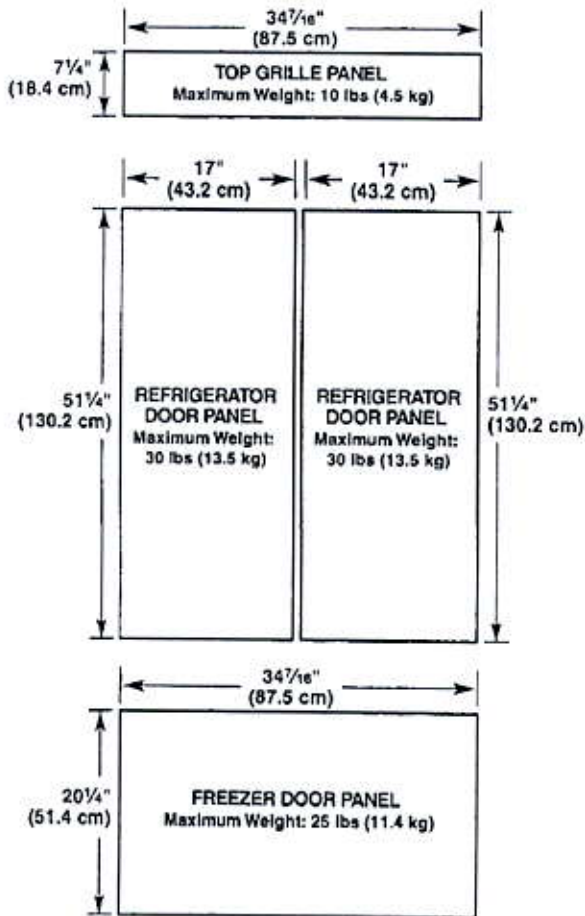 34⁷⁄₁₆"
(87.5 cm)
7¼"
(18.4 cm)
TOP GRILLE PANEL
Maximum Weight: 10 lbs (4.5 kg)
17"
(43.2 cm)
17"
(43.2 cm)
51¼"
(130.2 cm)
REFRIGERATOR
DOOR PANEL
Maximum Weight:
30 lbs (13.5 kg)
REFRIGERATOR
DOOR PANEL
Maximum Weight:
30 lbs (13.5 kg)
51¼"
(130.2 cm)
34⁷⁄₁₆"
(87.5 cm)
20¼"
(51.4 cm)
FREEZER DOOR PANEL
Maximum Weight: 25 lbs (11.4 kg)